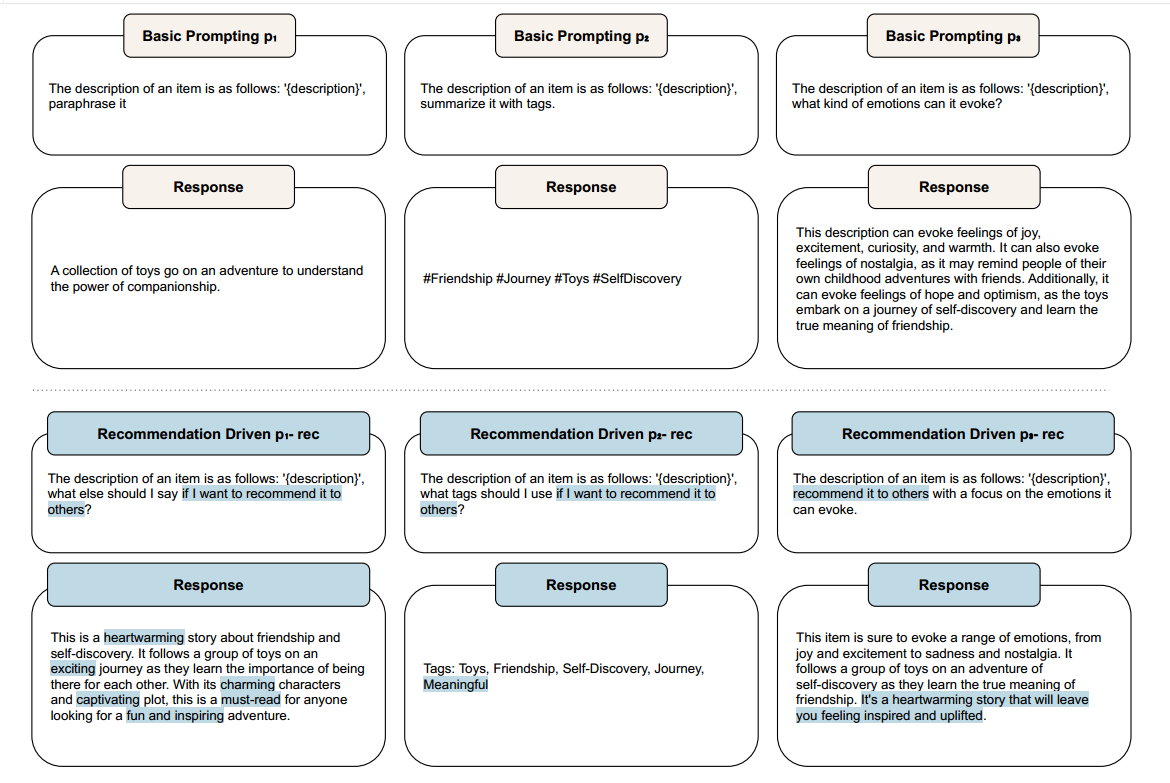 Basic Prompting p₁
The description of an item is as follows: '{description}',
paraphrase it
Basic Prompting p₂
The description of an item is as follows: '{description}',
summarize it with tags.
Basic Prompting p₃
The description of an item is as follows: '{description}',
what kind of emotions can it evoke?
Response
A collection of toys go on an adventure to understand
the power of companionship.
Response
#Friendship #Journey #Toys #SelfDiscovery
Response
This description can evoke feelings of joy,
excitement, curiosity, and warmth. It can also evoke
feelings of nostalgia, as it may remind people of their
own childhood adventures with friends. Additionally, it
can evoke feelings of hope and optimism, as the toys
embark on a journey of self-discovery and learn the
true meaning of friendship.
Recommendation Driven p₁- rec
The description of an item is as follows: '{description}',
what else should I say if I want to recommend it to
others?
Recommendation Driven p₂- rec
The description of an item is as follows: '{description}',
what tags should I use if I want to recommend it to
others?
Recommendation Driven p₃- rec
The description of an item is as follows: '{description}',
recommend it to others with a focus on the emotions it
can evoke.
Response
This is a heartwarming story about friendship and
self-discovery. It follows a group of toys on an
exciting journey as they learn the importance of being
there for each other. With its charming characters
and captivating plot, this is a must-read for anyone
looking for a fun and inspiring adventure.
Response
Tags: Toys, Friendship, Self-Discovery, Journey,
Meaningful
Response
This item is sure to evoke a range of emotions, from
joy and excitement to sadness and nostalgia. It
follows a group of toys on an adventure of
self-discovery as they learn the true meaning of
friendship. It's a heartwarming story that will leave
you feeling inspired and uplifted.